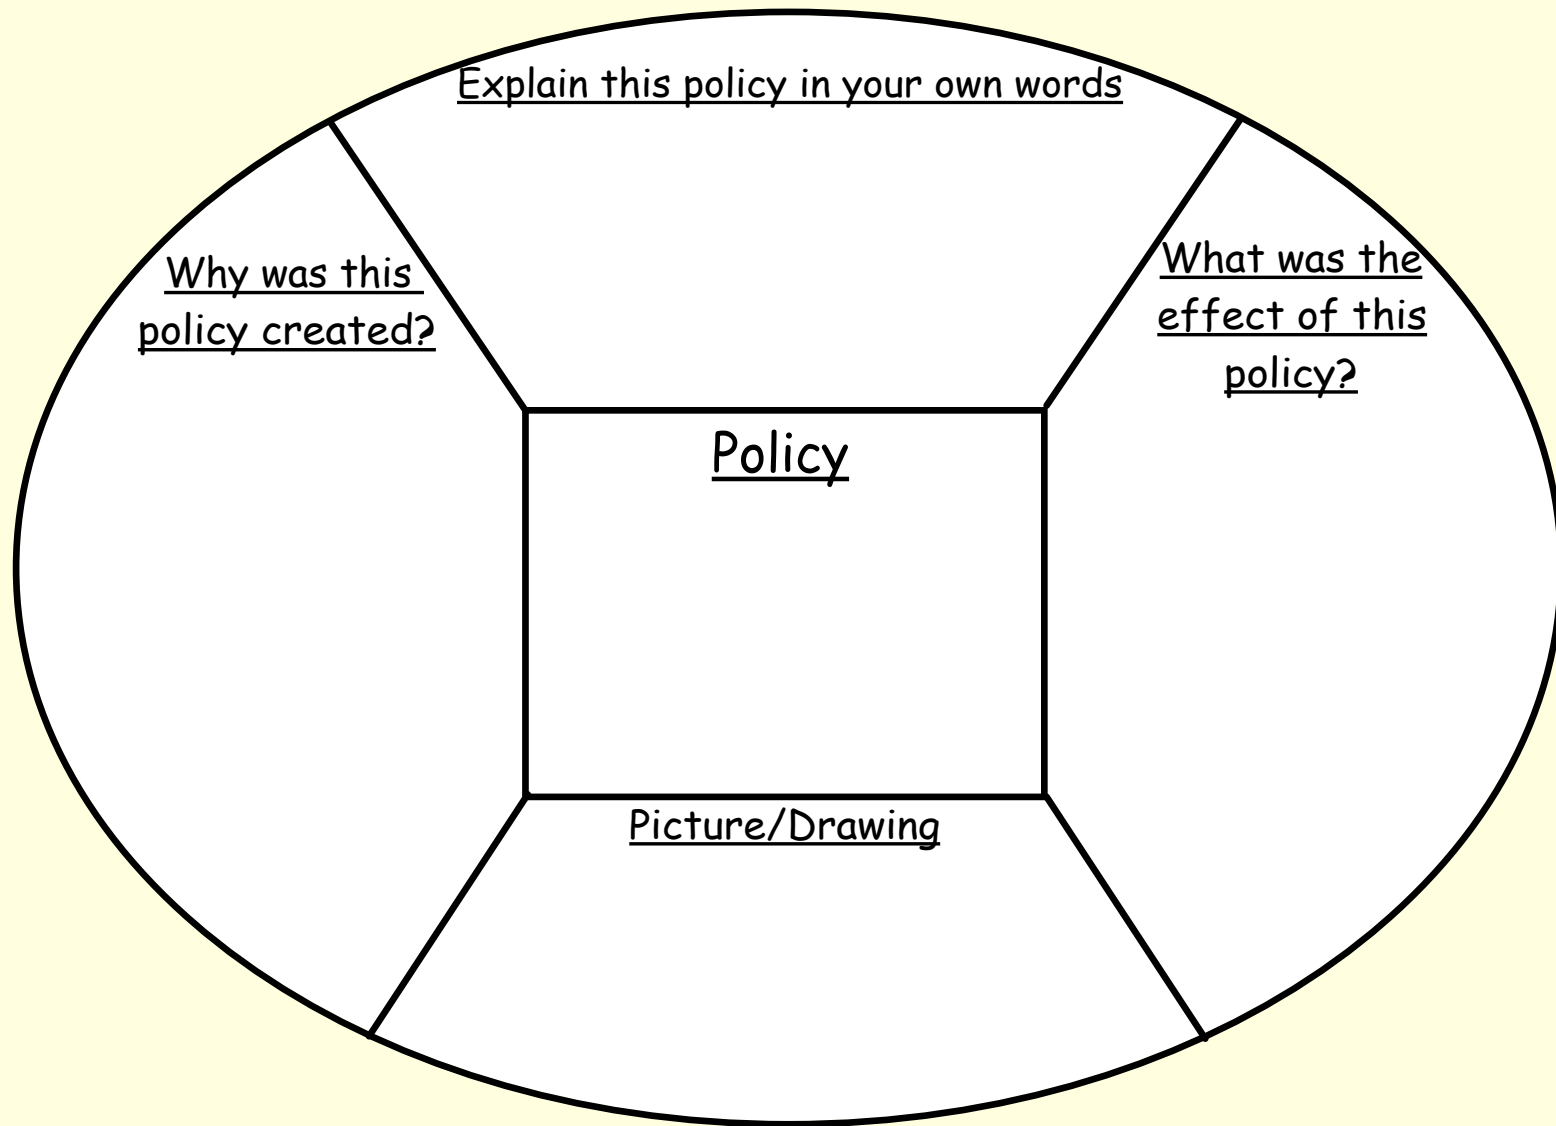 Explain this policy in your own words
Why was this
policy created?
What was the
effect of this
policy?
Policy
Picture/Drawing